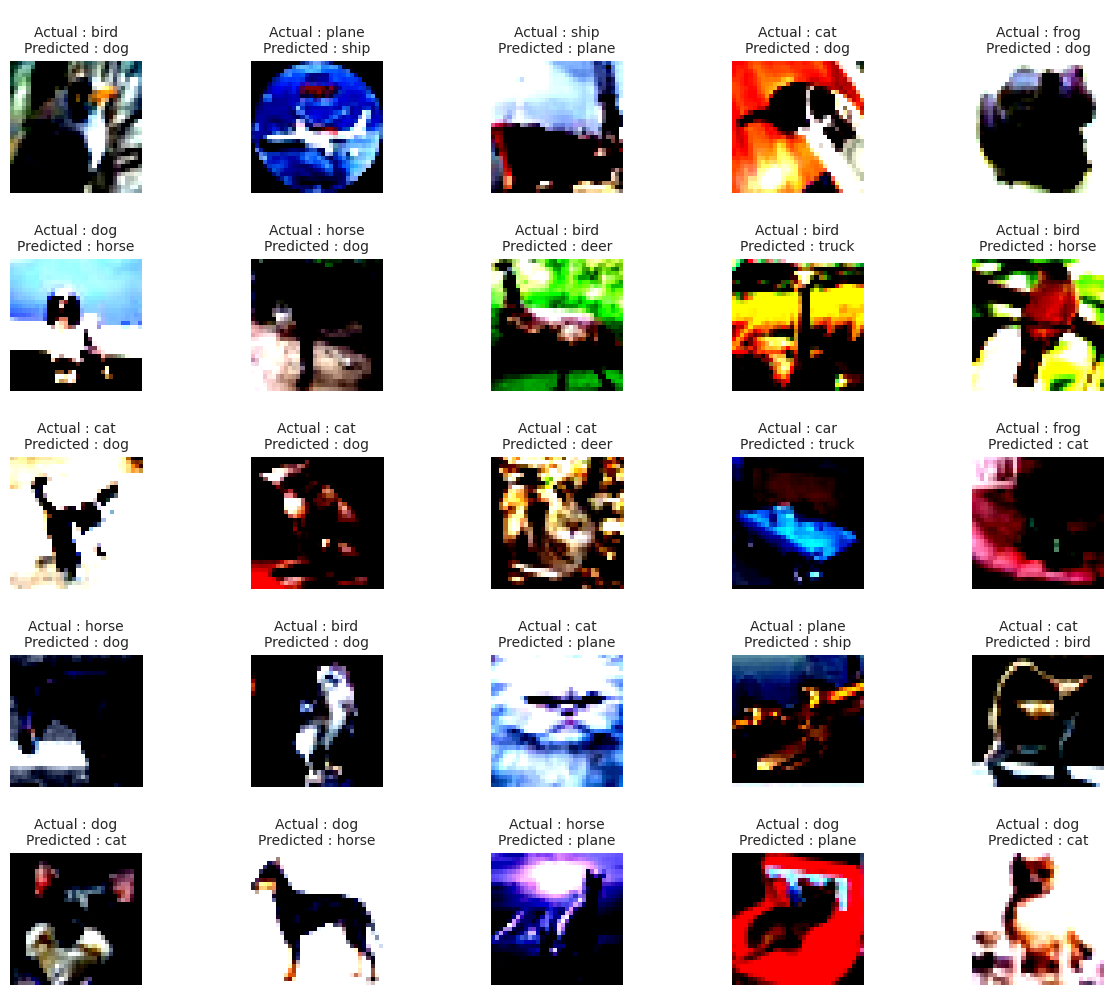 Actual : bird
Predicted : dog
Actual : plane
Predicted : ship
Actual : ship
Predicted : plane
Actual : cat
Predicted : dog
Actual : frog
Predicted : dog
Actual : dog
Predicted : horse
Actual : horse
Predicted : dog
Actual : bird
Predicted : deer
Actual : bird
Predicted : truck
Actual : bird
Predicted : horse
Actual : cat
Predicted : dog
Actual : cat
Predicted : dog
Actual : cat
Predicted : deer
Actual : car
Predicted : truck
Actual : frog
Predicted : cat
Actual : horse
Predicted : dog
Actual : bird
Predicted : dog
Actual : cat
Predicted : plane
Actual : plane
Predicted : ship
Actual : cat
Predicted : bird
Actual : dog
Predicted : cat
Actual : dog
Predicted : horse
Actual : horse
Predicted : plane
Actual : dog
Predicted : plane
Actual : dog
Predicted : cat